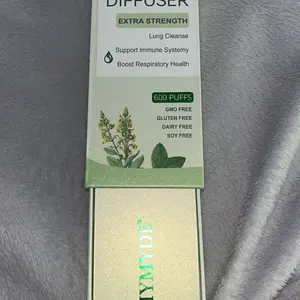 DIFFUSER
EXTRA STRENGTH
Lung Cleanse
Support Immune Systemy
Boost Respiratory Health
600 PUFFS
GMO FREE
GLUTEN FREE
DAIRY FREE
SOY FREE